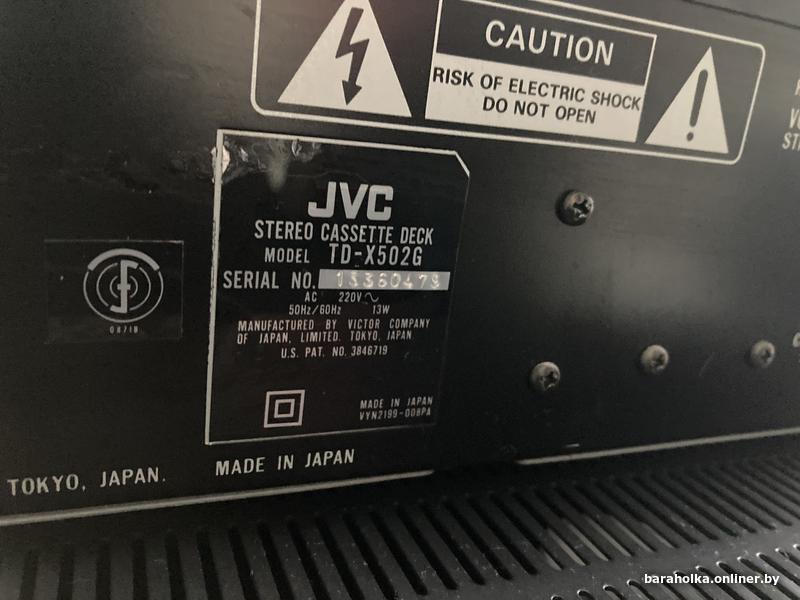 CAUTION
RISK OF ELECTRIC SHOCK
DO NOT OPEN
JVC
STEREO CASSETTE DECK
MODEL TD-X502G
SERIAL NO. 13360479
AC 220V~
50Hz/60Hz 13W
MANUFACTURED BY VICTOR COMPANY
OF JAPAN, LIMITED. TOKYO, JAPAN
U.S. PAT. NO. 3846719
MADE IN JAPAN
VYN2199-008PA
TOKYO, JAPAN.
MADE IN JAPAN
baraholka.onliner.by